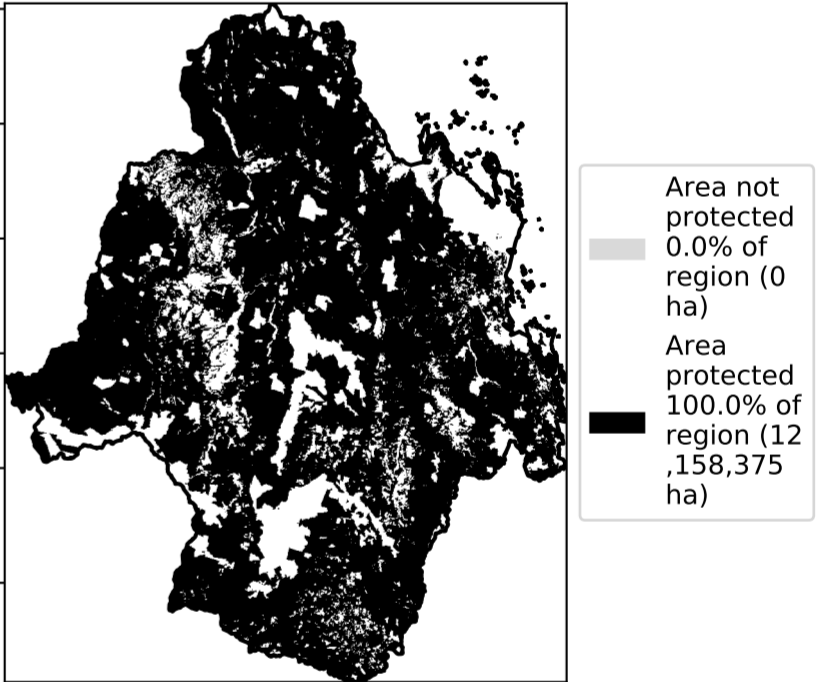 Area not
protected
0.0% of
region (0
ha)
Area
protected
100.0% of
region (12
,158,375
ha)